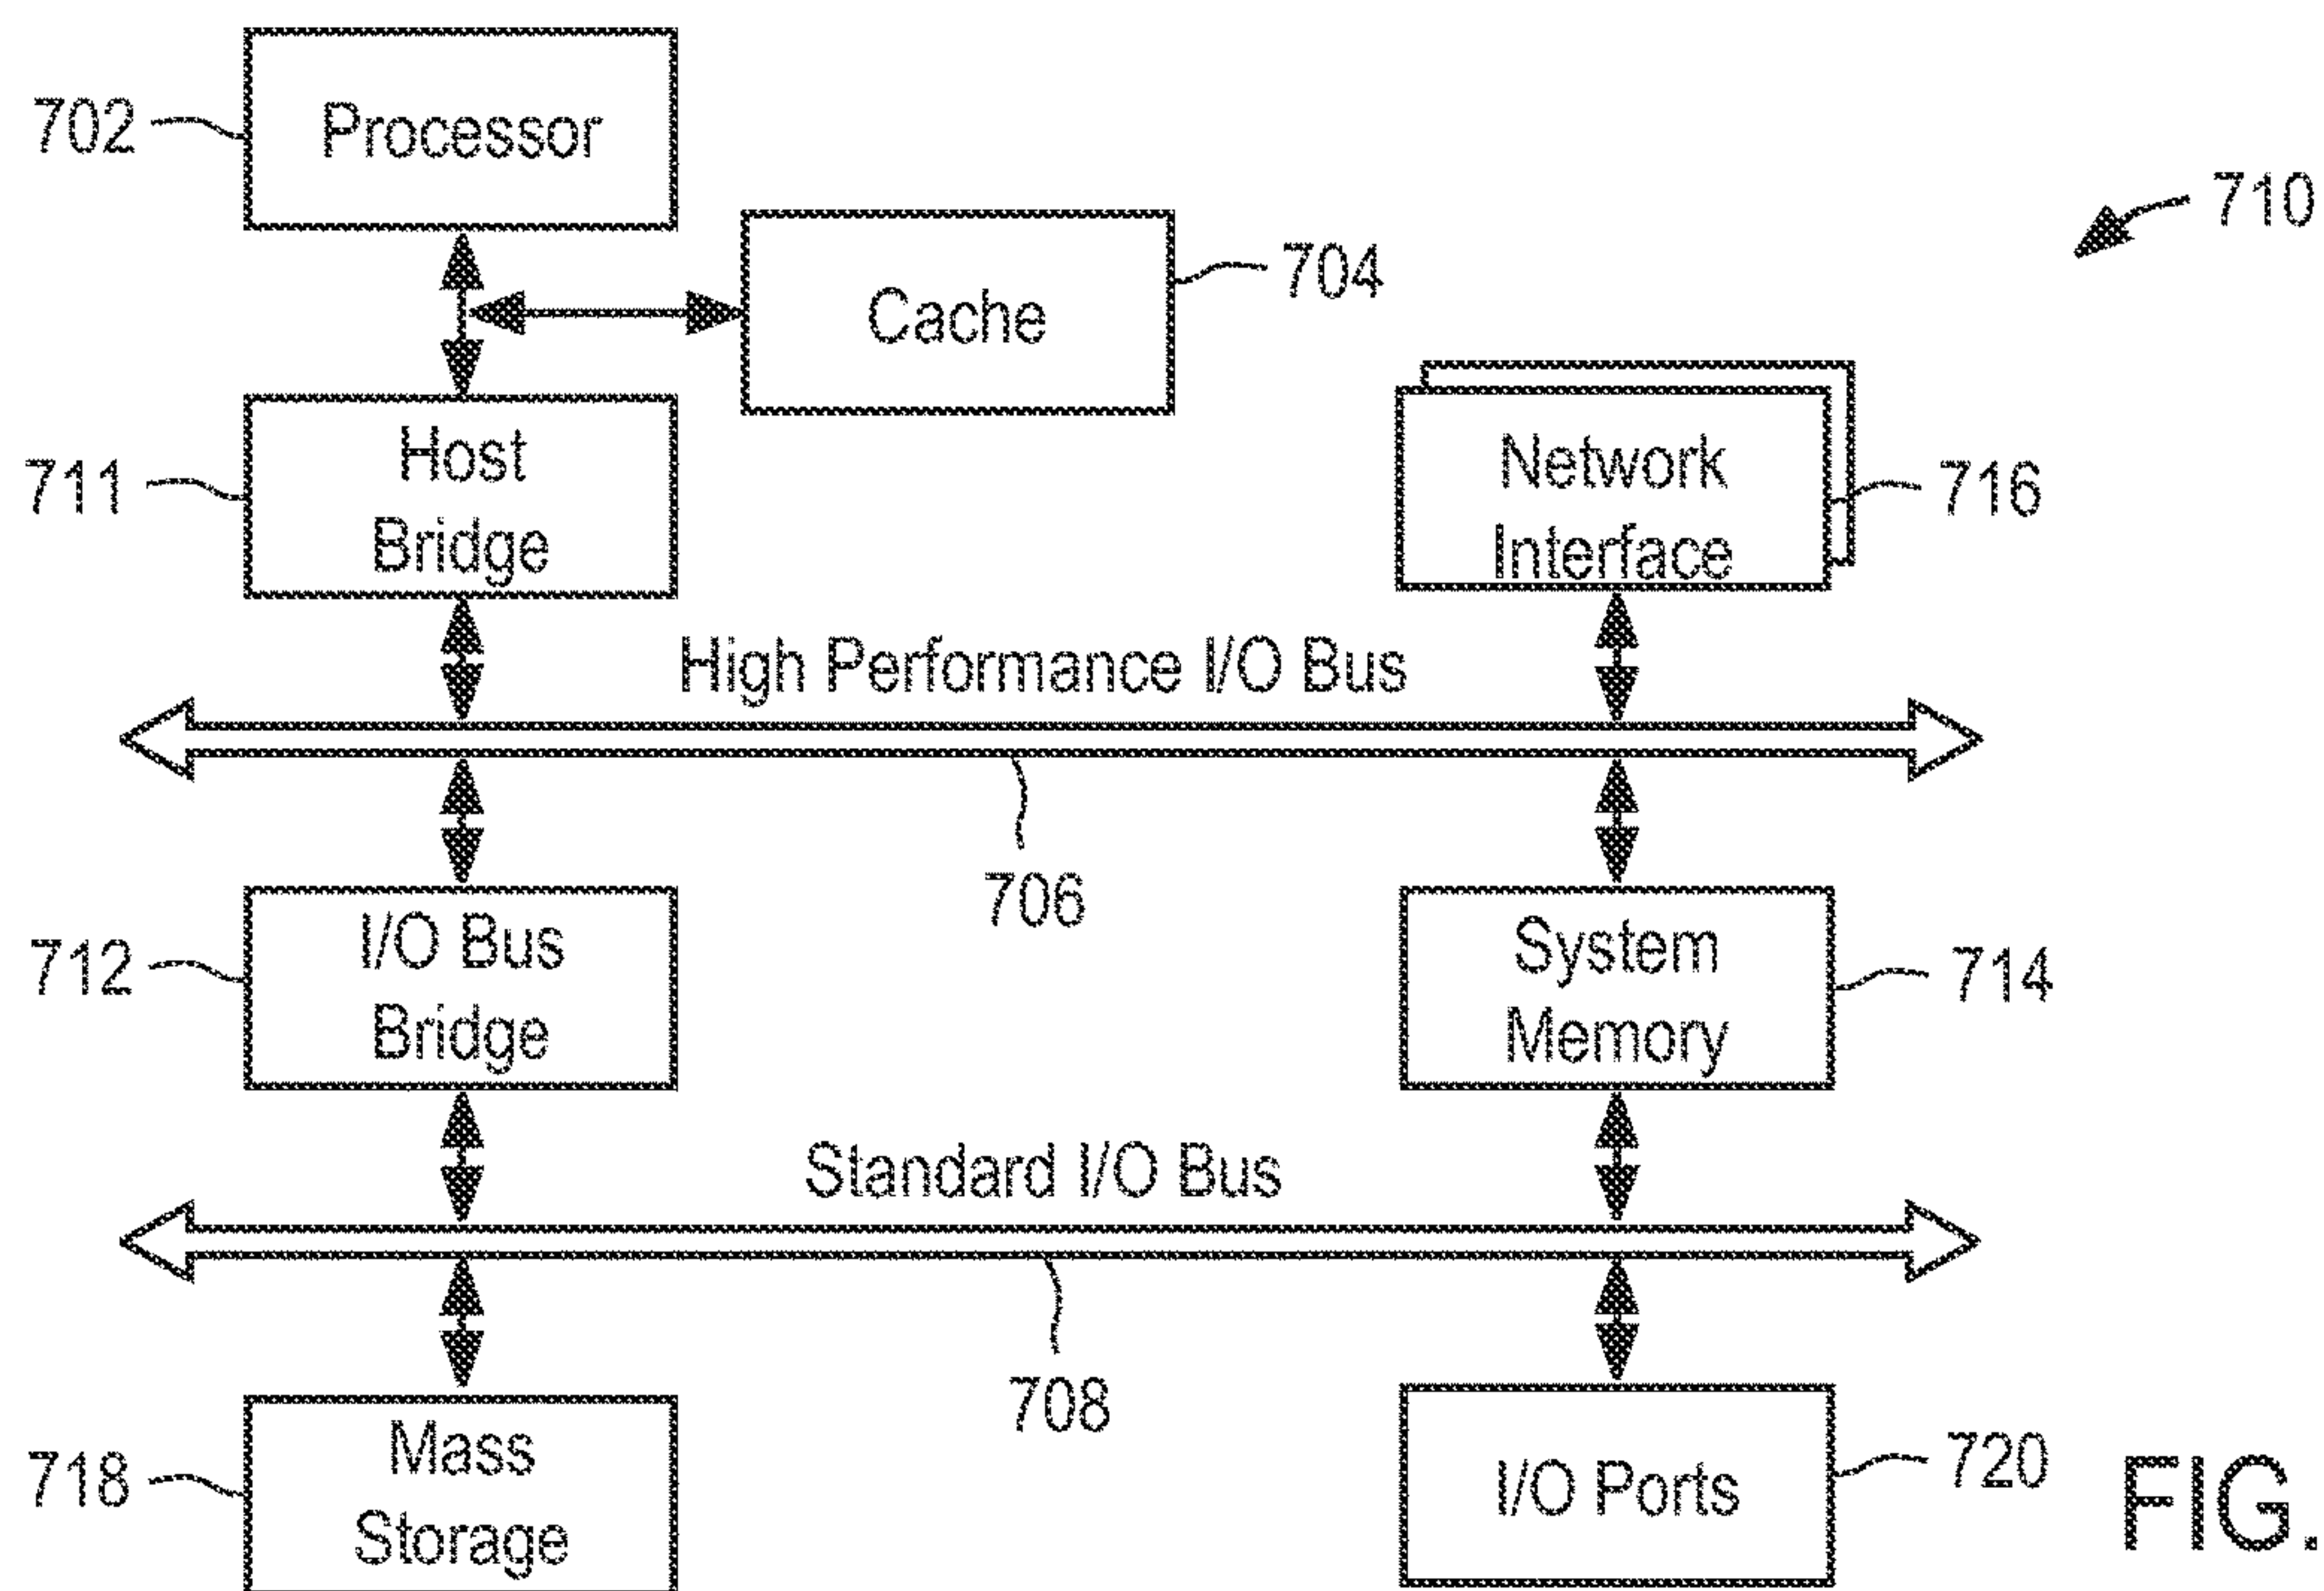 702
Processor
710
Cache
704
711
Host
Bridge
Network
Interface
716
High Performance I/O Bus
706
712
I/O Bus
Bridge
System
Memory
714
Standard I/O Bus
708
718
Mass
Storage
I/O Ports
720
FIG.